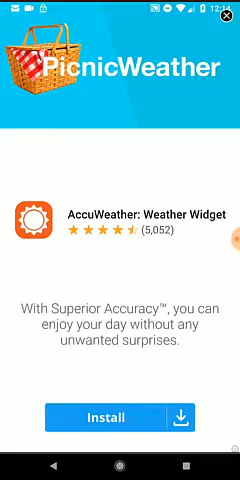 12:14
PicnicWeather
AccuWeather: Weather Widget
(5,052)
With Superior Accuracy™, you can
enjoy your day without any
unwanted surprises.
Install